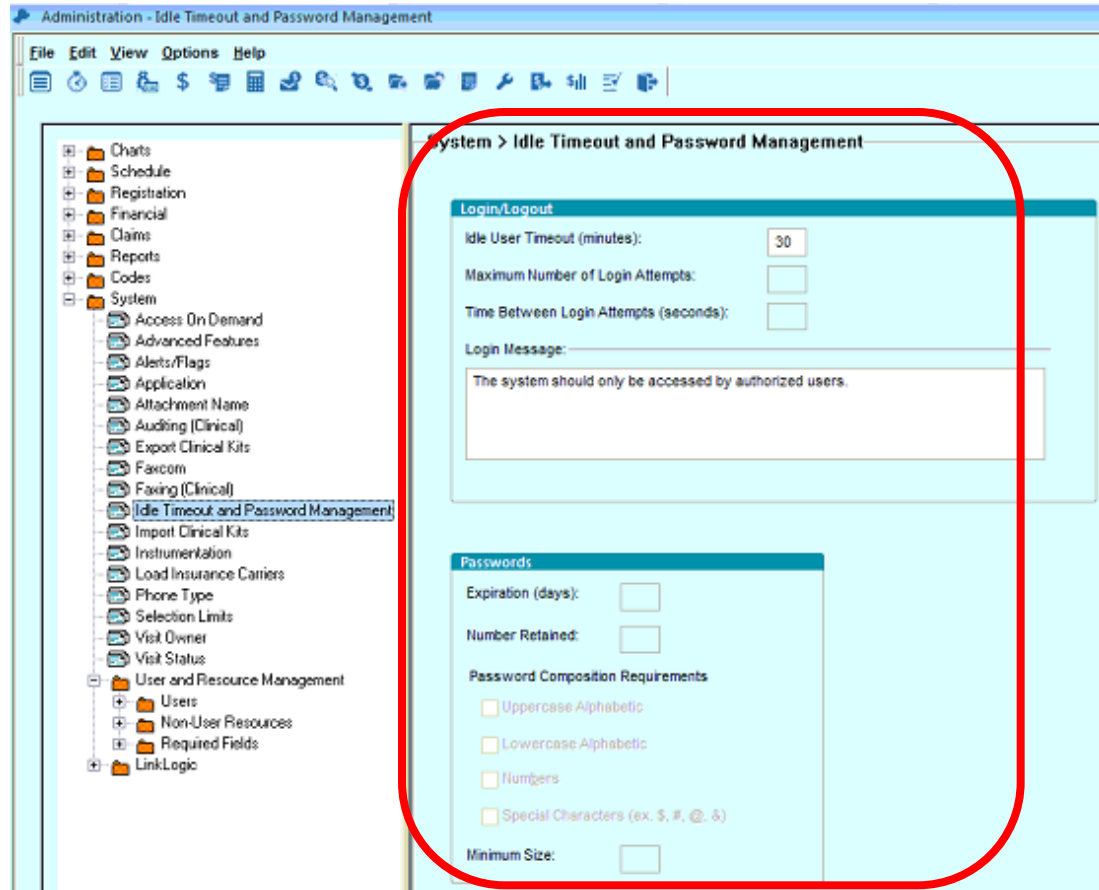 Administration - Idle Timeout and Password Management
File Edit View Options Help
Charts
Schedule
Registration
Financial
Claims
Reports
Codes
System
Access On Demand
Advanced Features
Alerts/Flags
Application
Attachment Name
Auditing (Clinical)
Export Clinical Kits
Faxcom
Faxing (Clinical)
Idle Timeout and Password Management
Import Clinical Kits
Instrumentation
Load Insurance Carriers
Phone Type
Selection Limits
Visit Owner
Visit Status
User and Resource Management
Users
Non-User Resources
Required Fields
LinkLogic
System > Idle Timeout and Password Management
Login/Logout
Idle User Timeout (minutes): 30
Maximum Number of Login Attempts:
Time Between Login Attempts (seconds):
Login Message:
The system should only be accessed by authorized users.
Passwords
Expiration (days):
Number Retained:
Password Composition Requirements
Uppercase Alphabetic
Lowercase Alphabetic
Numbers
Special Characters (ex. $, #, @, &)
Minimum Size: